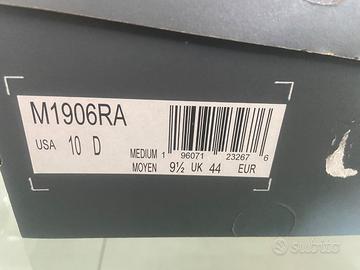 M1906RA
USA 10 D
MEDIUM 1 96071 23267 6
MOYEN 9½ UK 44 EUR
subito